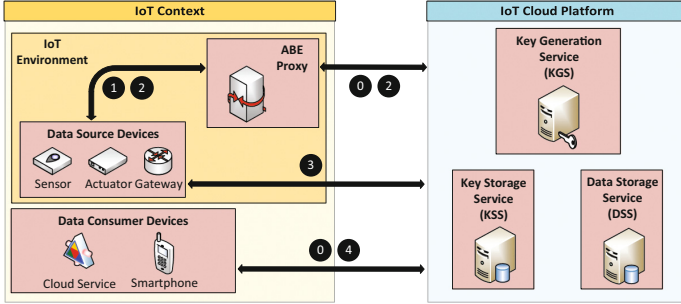 IoT Context
IoT
Environment
ABE
Proxy
1 2
0 2
Data Source Devices
Sensor Actuator Gateway
3
Data Consumer Devices
Cloud Service Smartphone
0 4
IoT Cloud Platform
Key Generation
Service
(KGS)
Key Storage
Service
(KSS)
Data Storage
Service
(DSS)